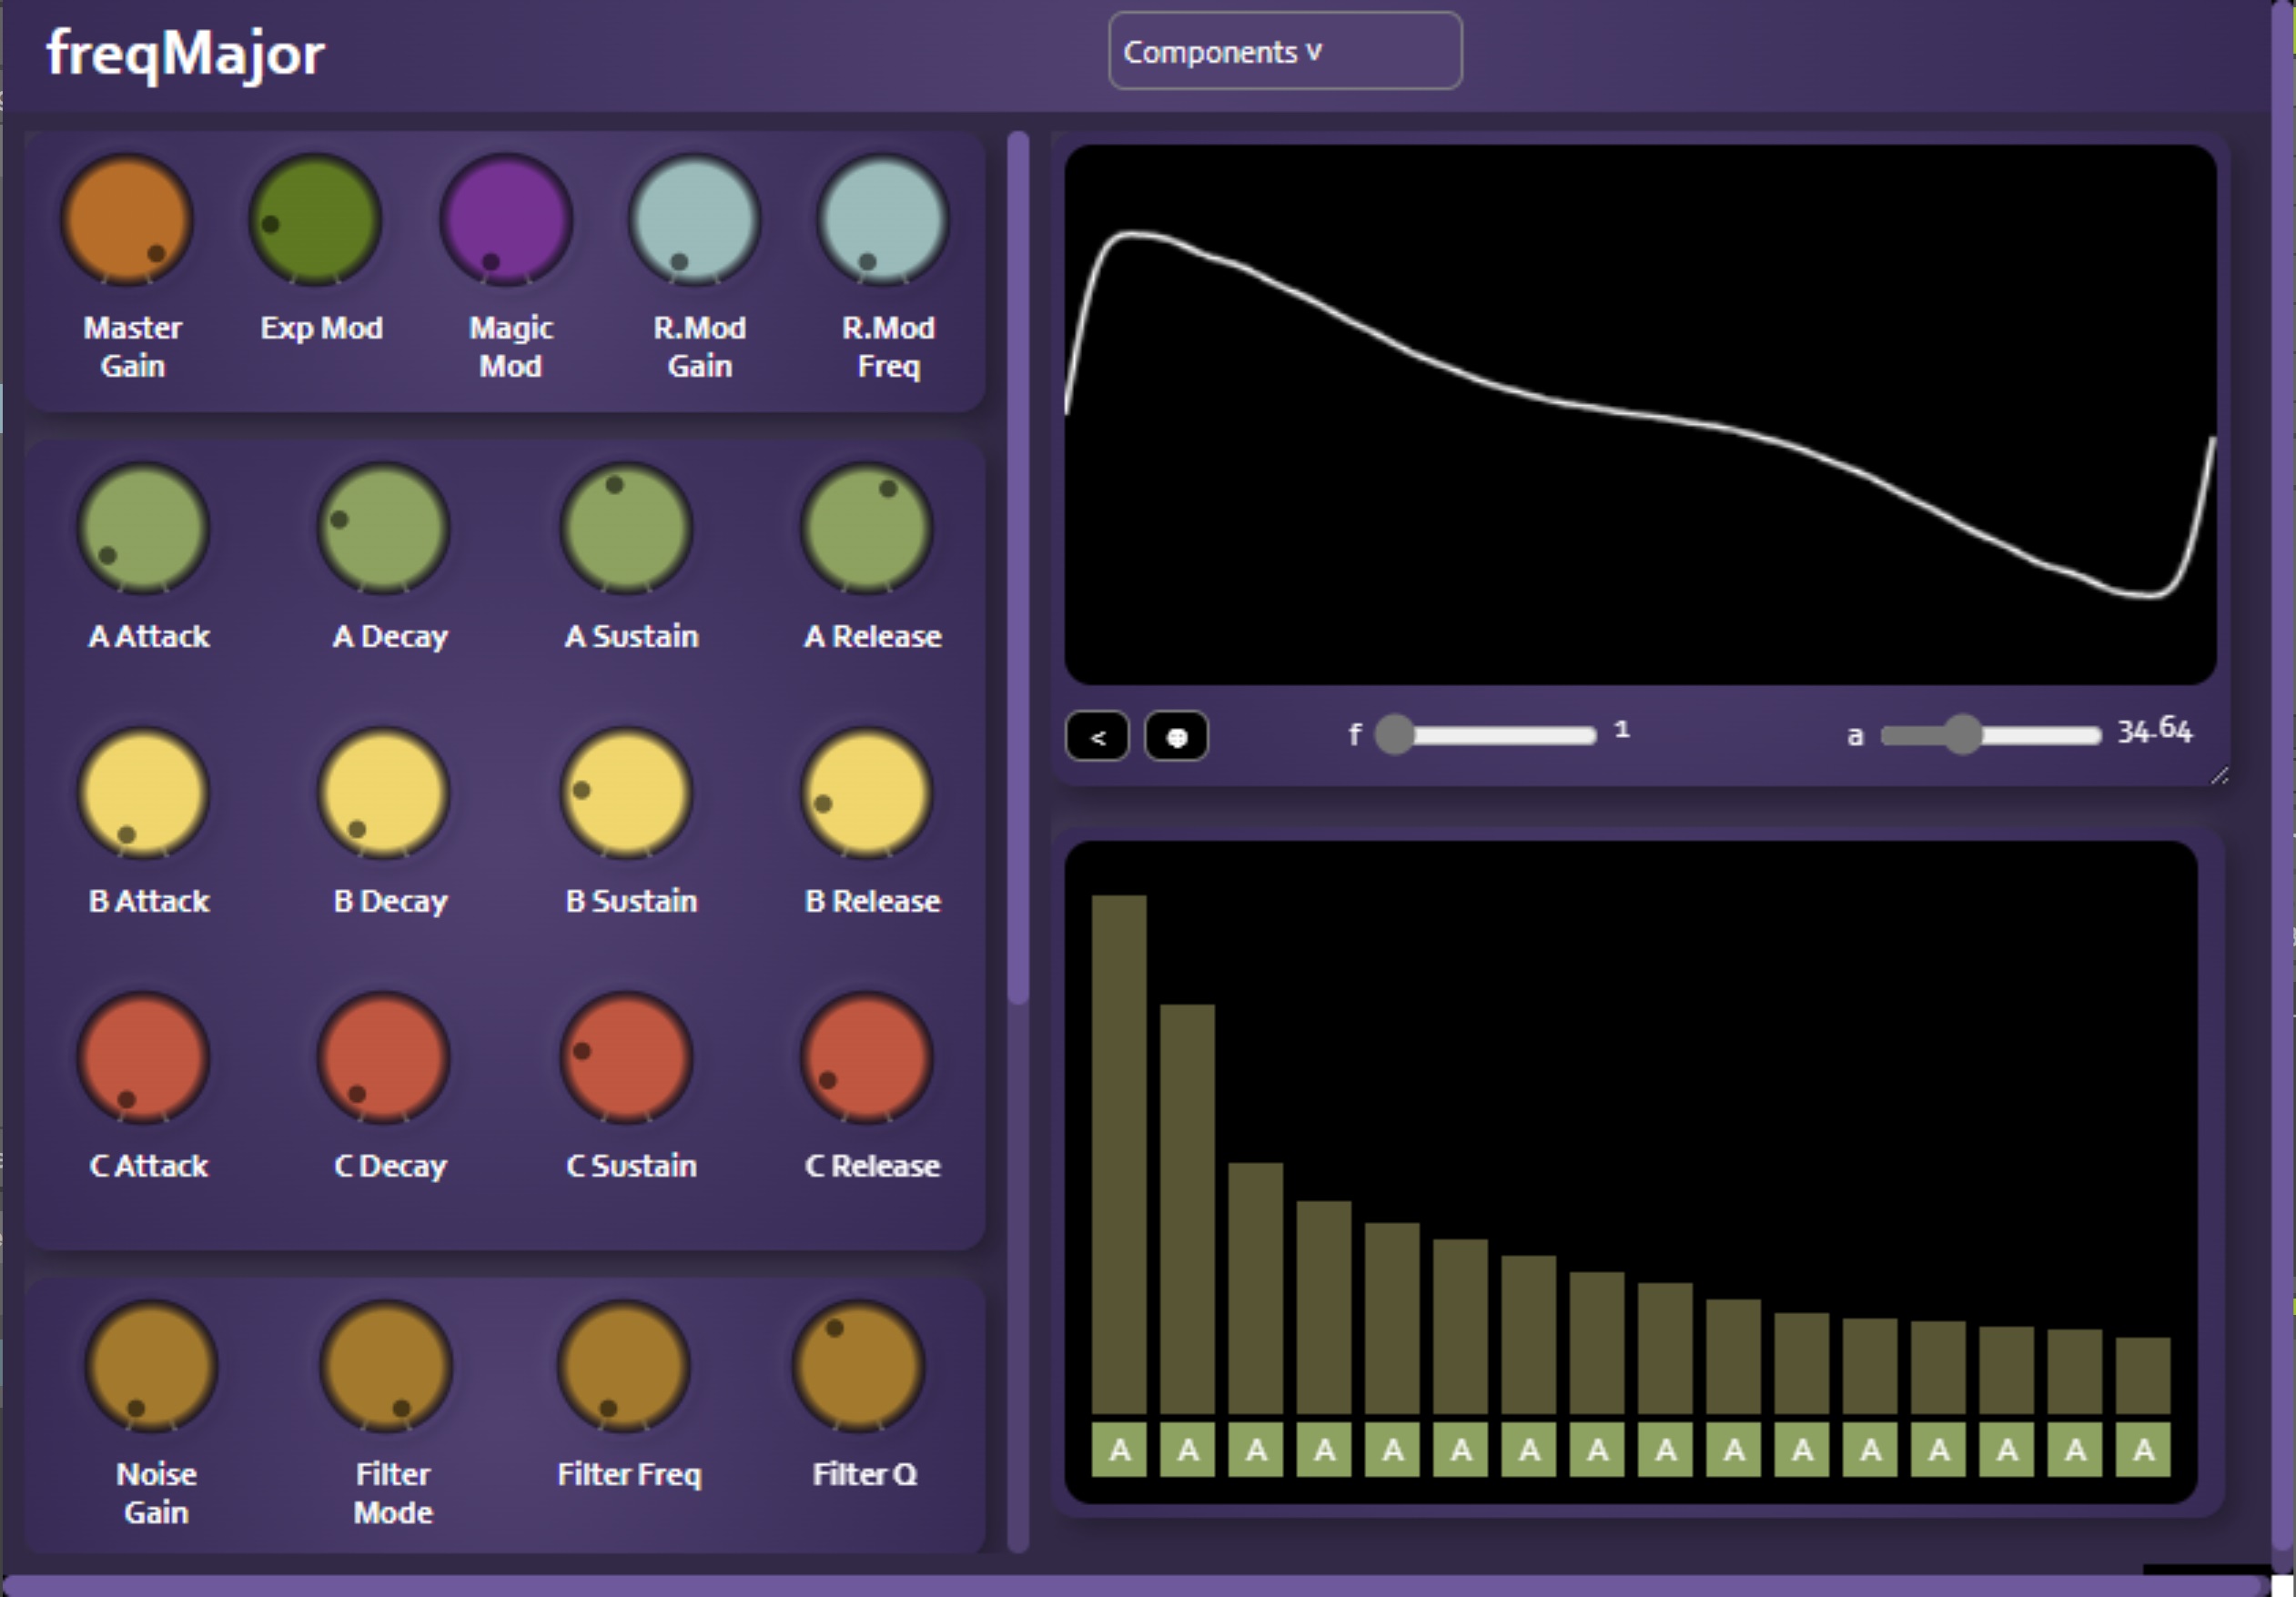 freqMajor
Components v
Master
Gain
Exp Mod
Magic
Mod
R.Mod
Gain
R.Mod
Freq
A Attack
A Decay
A Sustain
A Release
B Attack
B Decay
B Sustain
B Release
C Attack
C Decay
C Sustain
C Release
Noise
Gain
Filter
Mode
Filter Freq
Filter Q
<
f
1
a
34.64
A A A A A A A A A A A A A A A A